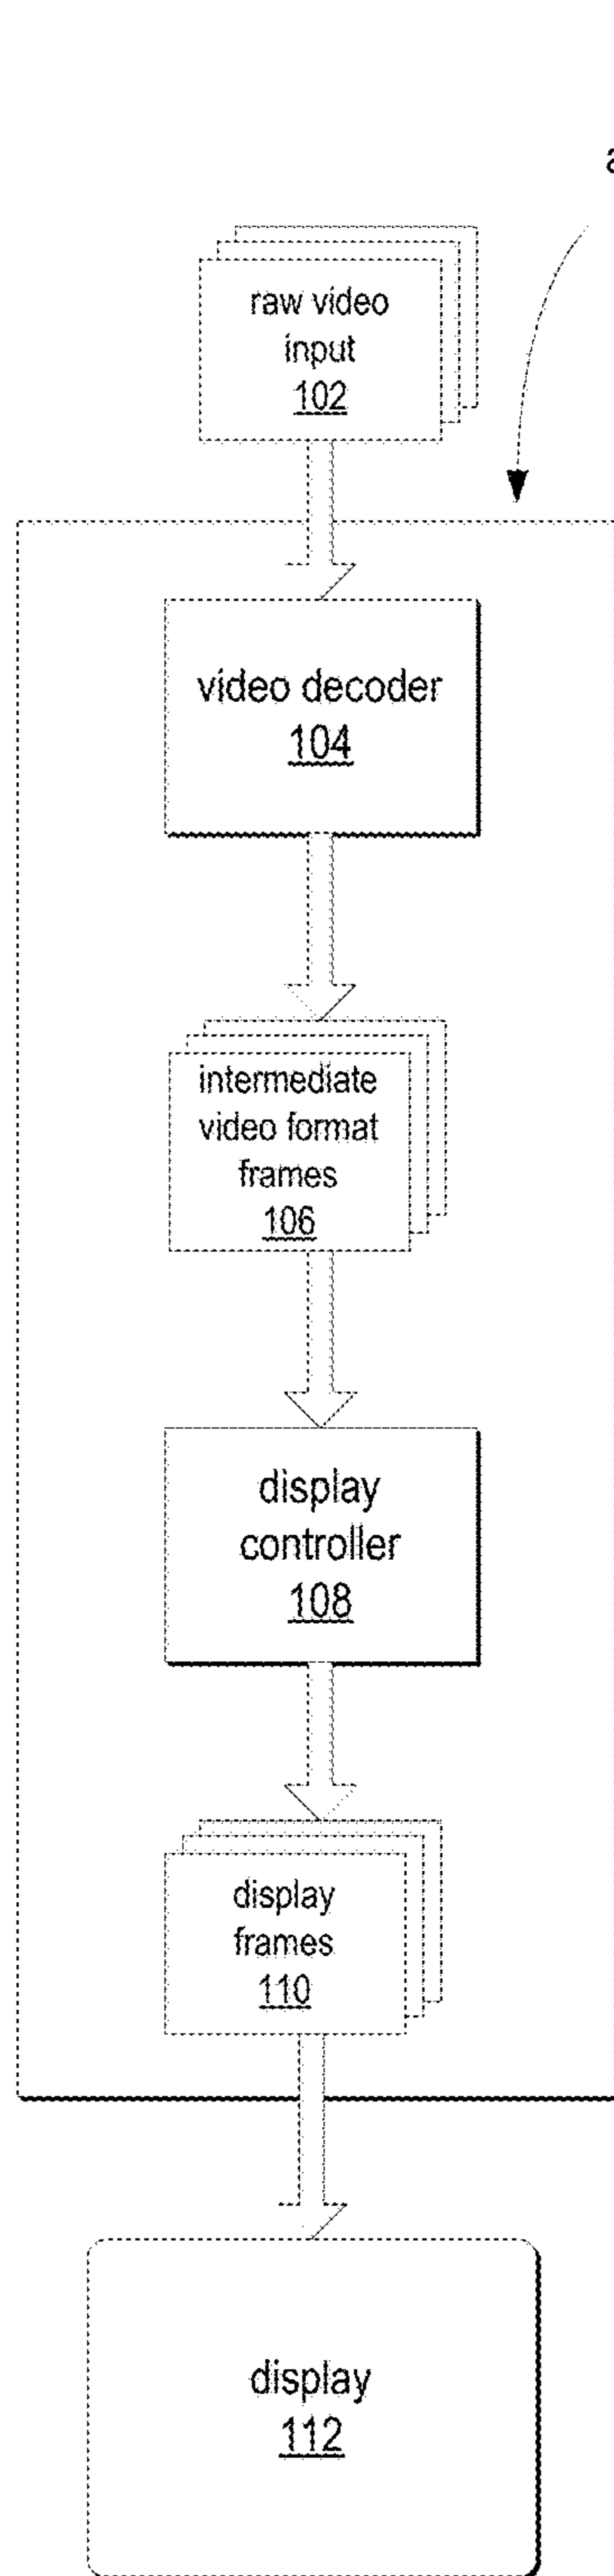 raw video
input
102
video decoder
104
intermediate
video format
frames
106
display
controller
108
display
frames
110
display
112